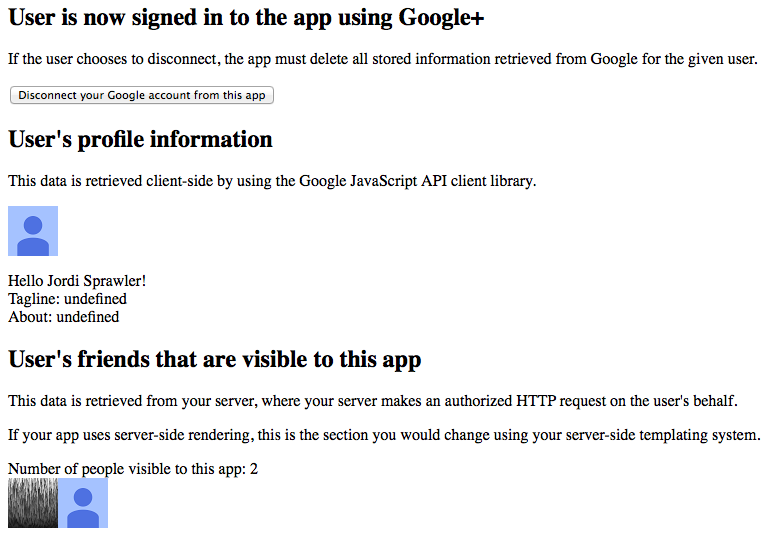 User is now signed in to the app using Google+
If the user chooses to disconnect, the app must delete all stored information retrieved from Google for the given user.
Disconnect your Google account from this app
User's profile information
This data is retrieved client-side by using the Google JavaScript API client library.
Hello Jordi Sprawler!
Tagline: undefined
About: undefined
User's friends that are visible to this app
This data is retrieved from your server, where your server makes an authorized HTTP request on the user's behalf.
If your app uses server-side rendering, this is the section you would change using your server-side templating system.
Number of people visible to this app: 2